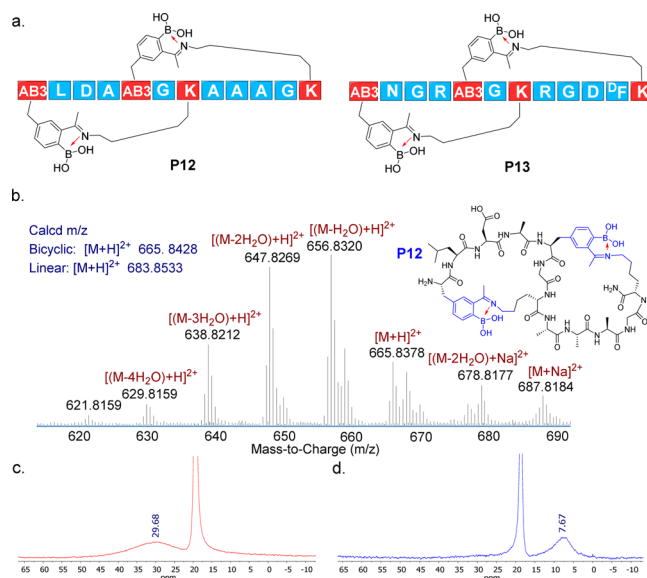 a.
B(OH)OH
N
AB3 L D A AB3 G K A A A G K
N
B-OH
HO
P12
HO
B-OH
N
AB3 N G R AB3 G K R G D DF K
N
B-OH
HO
P13
b.
Calcd m/z
Bicyclic: [M+H]2+ 665. 8428
Linear: [M+H]2+ 683.8533
[(M-4H2O)+H]2+
621.8159
629.8159
[(M-3H2O)+H]2+
638.8212
[(M-2H2O)+H]2+
647.8269
[(M-H2O)+H]2+
656.8320
[M+H]2+
665.8378
[(M-2H2O)+Na]2+
678.8177
[M+Na]2+
687.8184
P12
620 630 640 650 660 670 680 690
Mass-to-Charge (m/z)
c.
29.68
65 60 55 50 45 40 35 30 25 20 15 10 5 0 -5 -10
ppm
d.
7.67
65 60 55 50 45 40 35 30 25 20 15 10 5 0 -5 -10
ppm